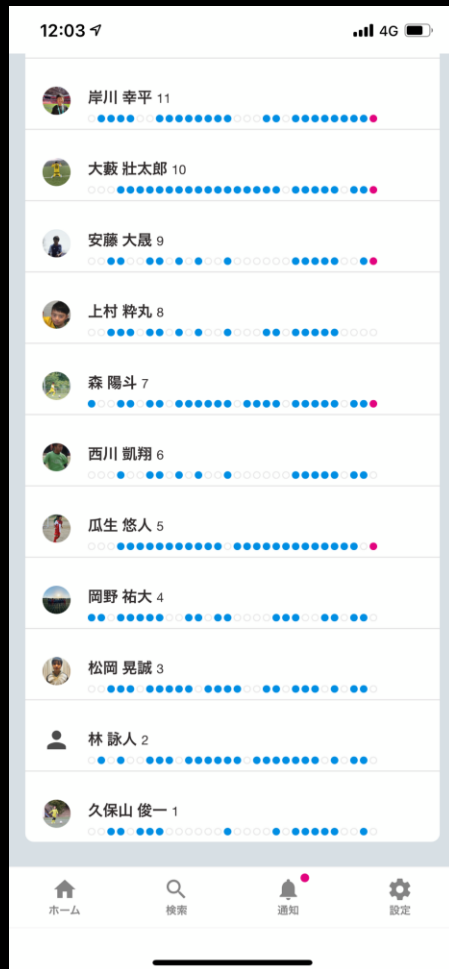 12:03 4G
岸川 幸平 11
大藪 壯太郎 10
安藤 大晟 9
上村 粋丸 8
森 陽斗 7
西川 凱翔 6
瓜生 悠人 5
岡野 祐大 4
松岡 晃誠 3
林 詠人 2
久保山 俊一 1
ホーム 検索 通知 設定